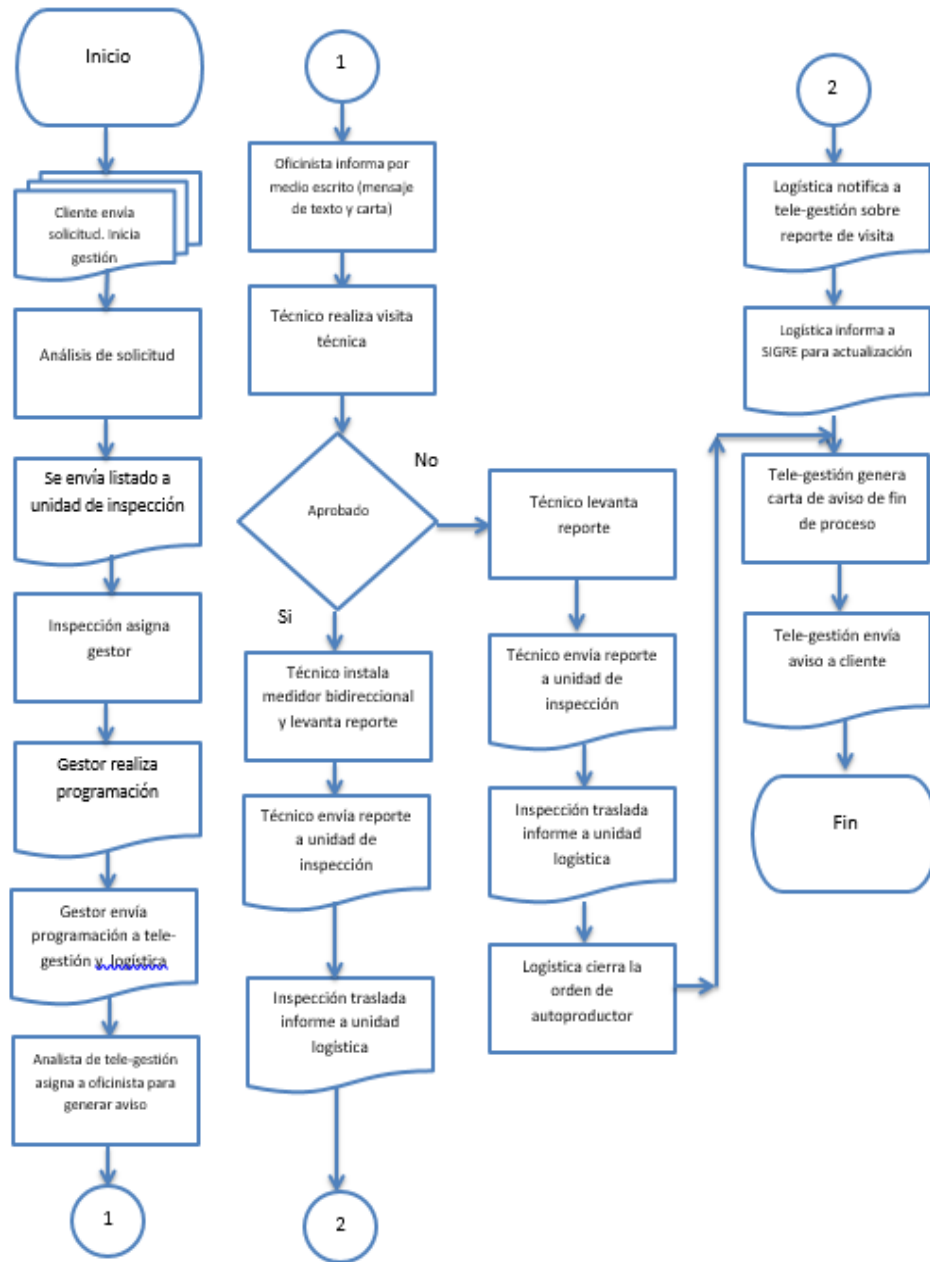 Inicio
Cliente envía
solicitud. Inicia
gestión
Análisis de solicitud
Se envía listado a
unidad de inspección
Inspección asigna
gestor
Gestor realiza
programación
Gestor envía
programación a tele-
gestión y logística
Analista de tele-gestión
asigna a oficinista para
generar aviso
1
1
Oficinista informa por
medio escrito (mensaje
de texto y carta)
Técnico realiza visita
técnica
Aprobado
No
Si
Técnico instala
medidor bidireccional
y levanta reporte
Técnico envía reporte
a unidad de
inspección
Inspección traslada
informe a unidad
logística
2
Técnico levanta
reporte
Técnico envía reporte
a unidad de
inspección
Inspección traslada
informe a unidad
logística
Logística cierra la
orden de
autoproductor
2
Logística notifica a
tele-gestión sobre
reporte de visita
Logística informa a
SIGRE para actualización
Tele-gestión genera
carta de aviso de fin
de proceso
Tele-gestión envía
aviso a cliente
Fin